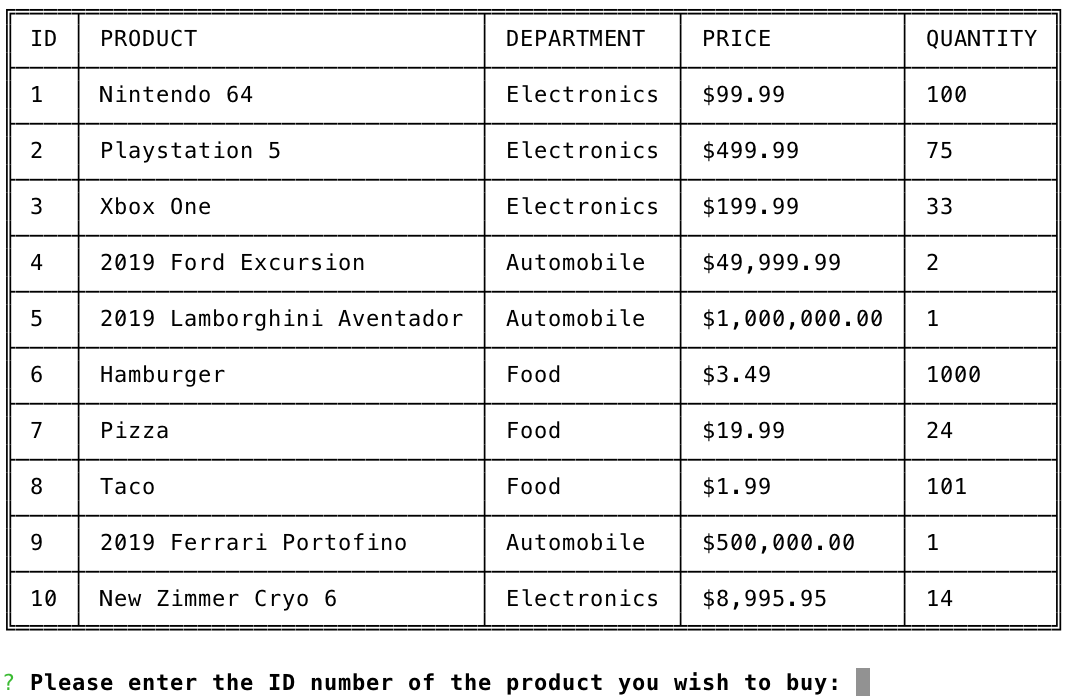 ID PRODUCT DEPARTMENT PRICE QUANTITY
1 Nintendo 64 Electronics $99.99 100
2 Playstation 5 Electronics $499.99 75
3 Xbox One Electronics $199.99 33
4 2019 Ford Excursion Automobile $49,999.99 2
5 2019 Lamborghini Aventador Automobile $1,000,000.00 1
6 Hamburger Food $3.49 1000
7 Pizza Food $19.99 24
8 Taco Food $1.99 101
9 2019 Ferrari Portofino Automobile $500,000.00 1
10 New Zimmer Cryo 6 Electronics $8,995.95 14
? Please enter the ID number of the product you wish to buy: